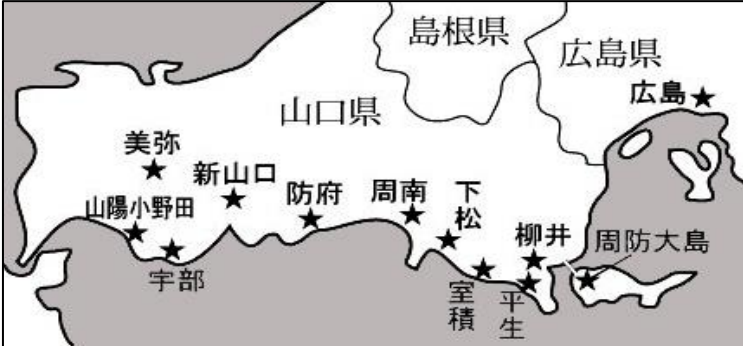 島根県
広島県
広島
山口県
美弥
新山口
防府
周南
下松
山陽小野田
宇部
柳井
周防大島
室積
平生